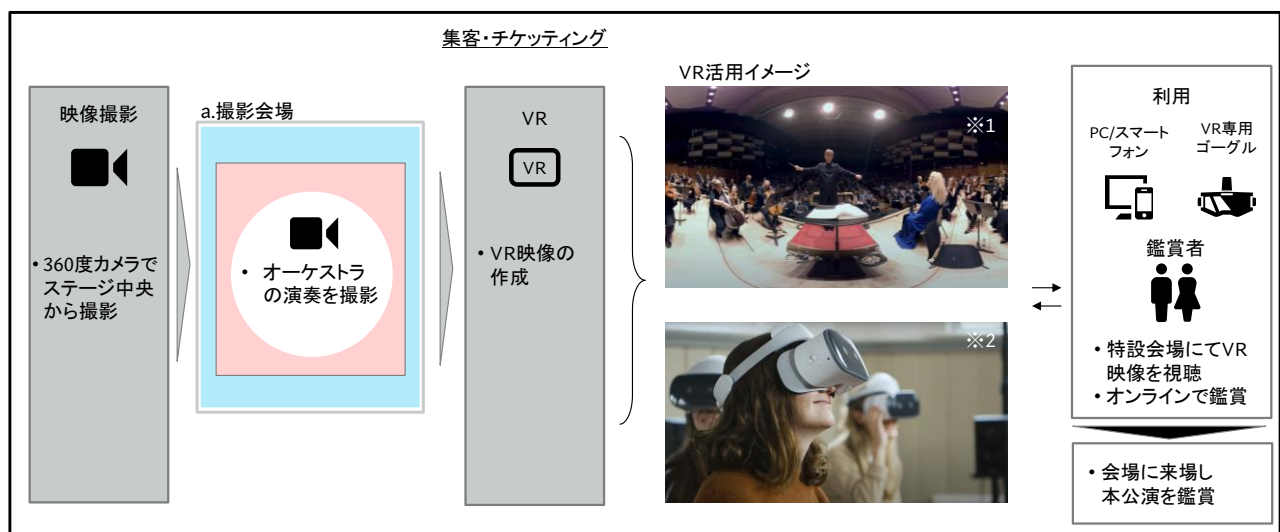 集客・チケッティング
映像撮影
• 360度カメラで
ステージ中央
から撮影
a.撮影会場
• オーケストラ
の演奏を撮影
VR
VR
• VR映像の
作成
VR活用イメージ
※1
※2
利用
PC/スマート
フォン
VR専用
ゴーグル
鑑賞者
• 特設会場にてVR
映像を視聴
• オンラインで鑑賞
• 会場に来場し
本公演を鑑賞